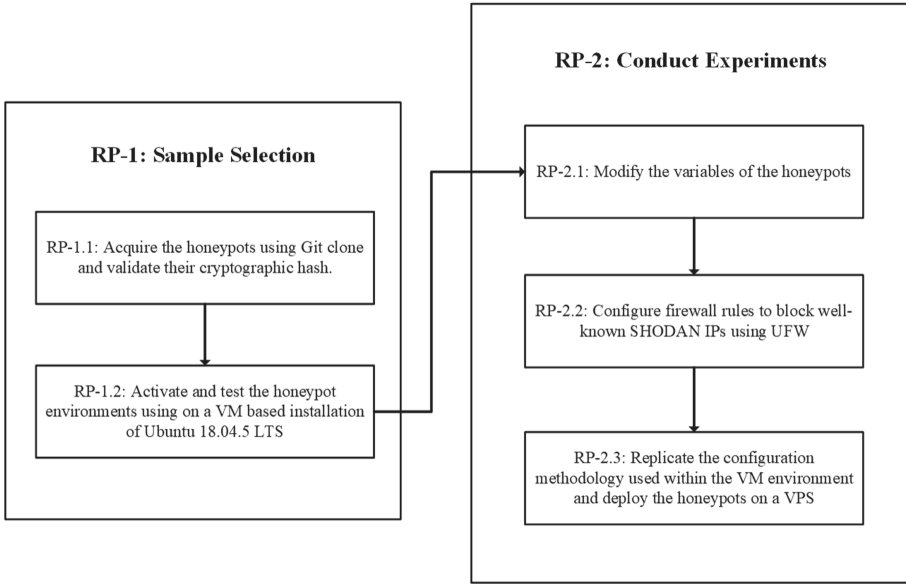 RP-1: Sample Selection
RP-1.1: Acquire the honeypots using Git clone
and validate their cryptographic hash.
RP-1.2: Activate and test the honeypot
environments using on a VM based installation
of Ubuntu 18.04.5 LTS
RP-2: Conduct Experiments
RP-2.1: Modify the variables of the honeypots
RP-2.2: Configure firewall rules to block well-
known SHODAN IPs using UFW
RP-2.3: Replicate the configuration
methodology used within the VM environment
and deploy the honeypots on a VPS